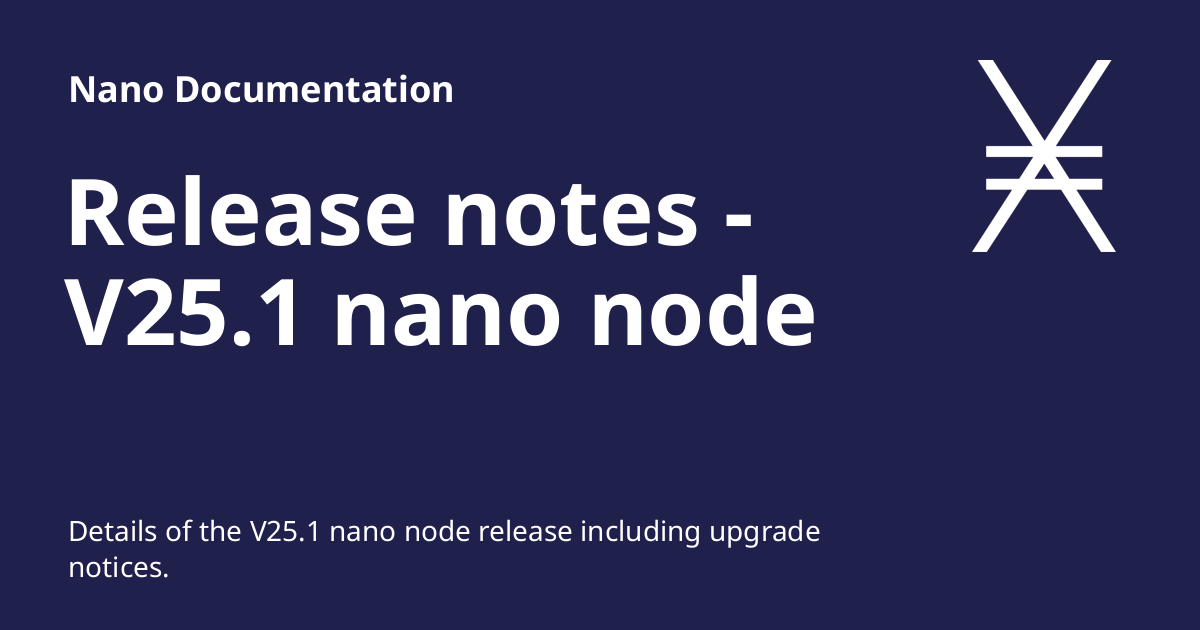 Nano Documentation
Release notes -
V25.1 nano node
Details of the V25.1 nano node release including upgrade
notices.